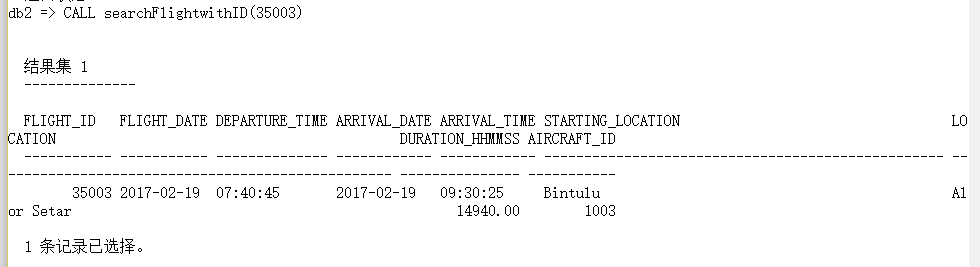 db2 => CALL searchFlightwithID(35003)
结果集 1
--------------
FLIGHT_ID   FLIGHT_DATE DEPARTURE_TIME ARRIVAL_DATE ARRIVAL_TIME STARTING_LOCATION                                  LO
CATION                                           DURATION_HHMMSS AIRCRAFT_ID
----------- ----------- -------------- ------------ ------------ -------------------------------------------------- --
------------------------------------------------ --------------- -----------
35003 2017-02-19  07:40:45       2017-02-19   09:30:25     Bintulu                                            Al
or Setar                                                14940.00        1003
1 条记录已选择。